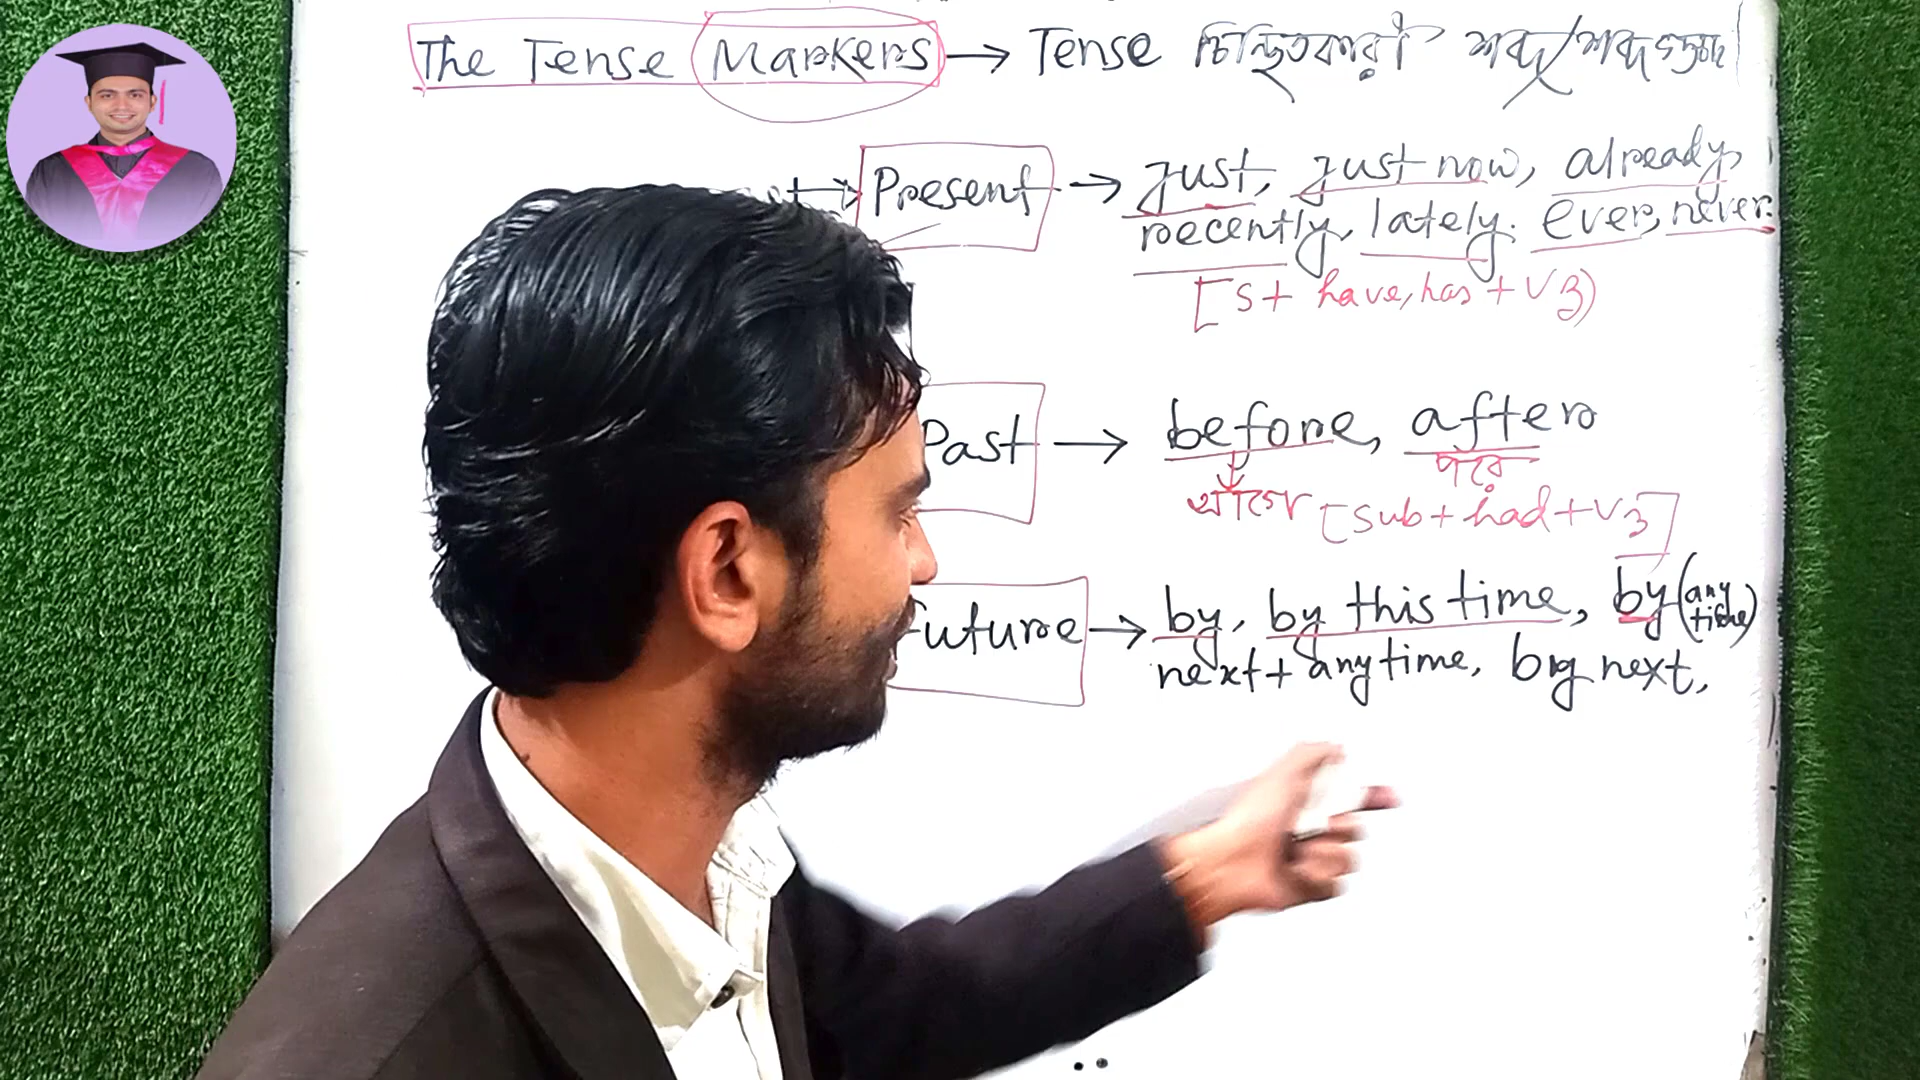 The Tense Markers → Tense চিহ্নিতকারী শব্দ/শব্দগুচ্ছ
Present → just, just now, already,
recently, lately. ever, never.
[S+ have, has + V3)
Past → before, after
আগে পরে
[sub+had+V3]
Future → by, by this time, by (any time)
next+anytime, by next,